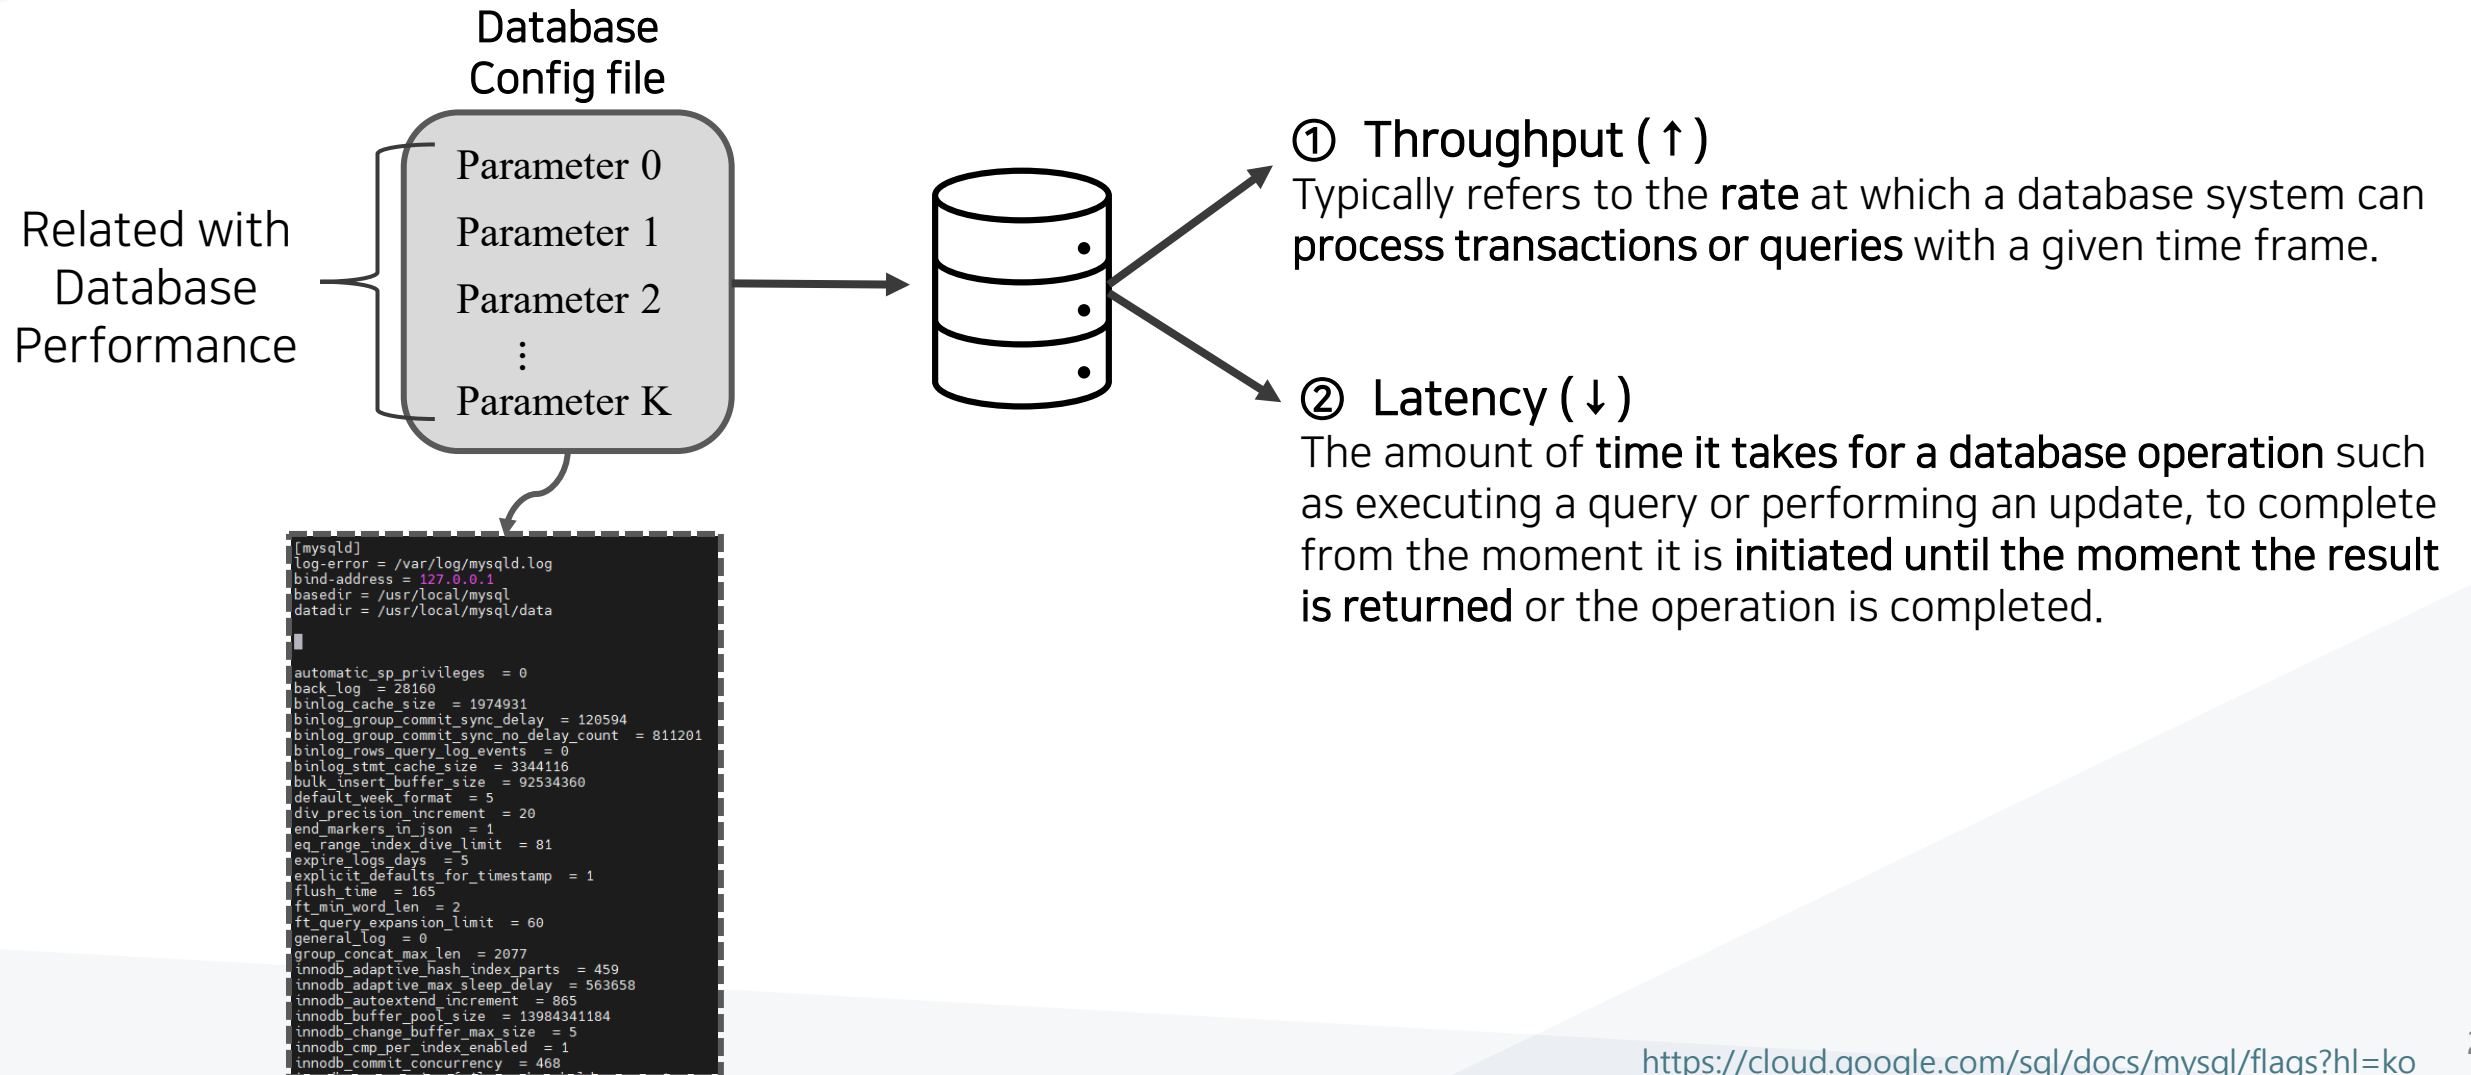 Database
Config file
Related with
Database
Performance
Parameter 0
Parameter 1
Parameter 2
⋮
Parameter K
① Throughput (↑)
Typically refers to the rate at which a database system can
process transactions or queries with a given time frame.
② Latency (↓)
The amount of time it takes for a database operation such
as executing a query or performing an update, to complete
from the moment it is initiated until the moment the result
is returned or the operation is completed.
[mysqld]
log-error = /var/log/mysqld.log
bind-address = 127.0.0.1
basedir = /usr/local/mysql
datadir = /usr/local/mysql/data
automatic_sp_privileges = 0
back_log = 28160
binlog_cache_size = 1974931
binlog_group_commit_sync_delay = 120594
binlog_group_commit_sync_no_delay_count = 811201
binlog_rows_query_log_events = 0
binlog_stmt_cache_size = 3344116
bulk_insert_buffer_size = 92534360
default_week_format = 5
div_precision_increment = 20
end_markers_in_json = 1
eq_range_index_dive_limit = 81
expire_logs_days = 5
explicit_defaults_for_timestamp = 1
flush_time = 165
ft_min_word_len = 2
ft_query_expansion_limit = 60
general_log = 0
group_concat_max_len = 2077
innodb_adaptive_hash_index_parts = 459
innodb_adaptive_max_sleep_delay = 563658
innodb_autoextend_increment = 865
innodb_buffer_pool_size = 13984341184
innodb_change_buffer_max_size = 5
innodb_cmp_per_index_enabled = 1
innodb_commit_concurrency = 468
https://cloud.google.com/sql/docs/mysql/flags?hl=ko